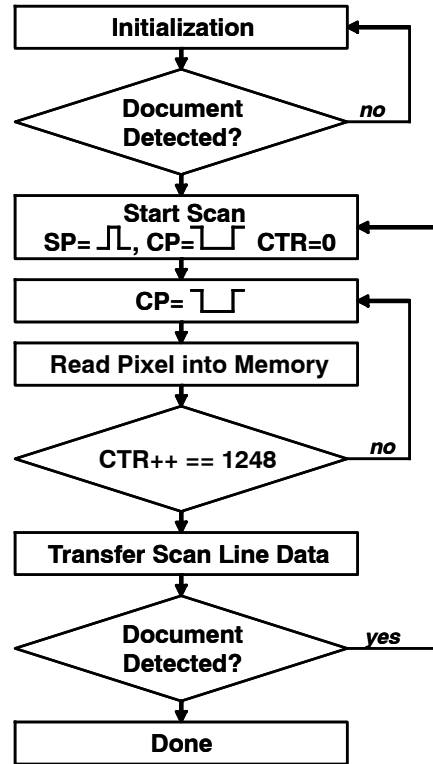 Initialization
Document
Detected?
no
Start Scan
SP= , CP= CTR=0
CP=
Read Pixel into Memory
CTR++ == 1248
no
Transfer Scan Line Data
Document
Detected?
yes
Done